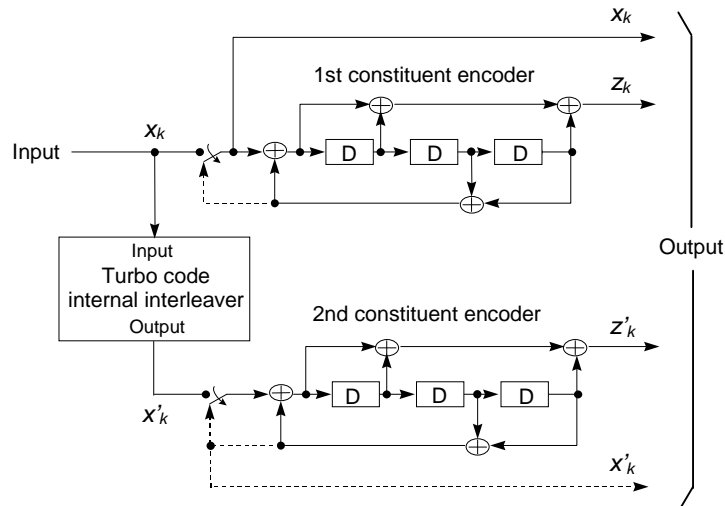 x_k
1st constituent encoder
z_k
x_k
Input
D
D
D
Input
Turbo code
internal interleaver
Output
Output
2nd constituent encoder
z'_k
D
D
D
x'_k
x'_k